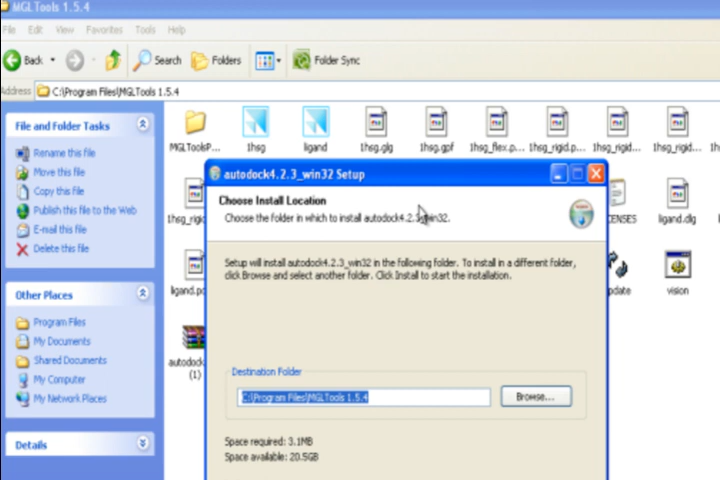 MGLTools 1.5.4
File Edit View Favorites Tools Help
Back Search Folders Folder Sync
Address C:\Program Files\MGLTools 1.5.4
File and Folder Tasks
Rename this file
Move this file
Copy this file
Publish this file to the Web
E-mail this file
Delete this file
Other Places
Program Files
My Documents
Shared Documents
My Computer
My Network Places
Details
MGLToolsP... 1hsg ligand 1hsg.glg 1hsg.gpf 1hsg_flex.p... 1hsg_rigid.p... 1hsg_rigid... 1hsg_rigid...
ligand.dlg
vision
(1)
autodock4.2.3_win32 Setup
Choose Install Location
Choose the folder in which to install autodock4.2.3_win32.
Setup will install autodock4.2.3_win32 in the following folder. To install in a different folder,
click Browse and select another folder. Click Install to start the installation.
Destination Folder
C:\Program Files\MGLTools 1.5.4
Browse...
Space required: 3.1MB
Space available: 20.5GB